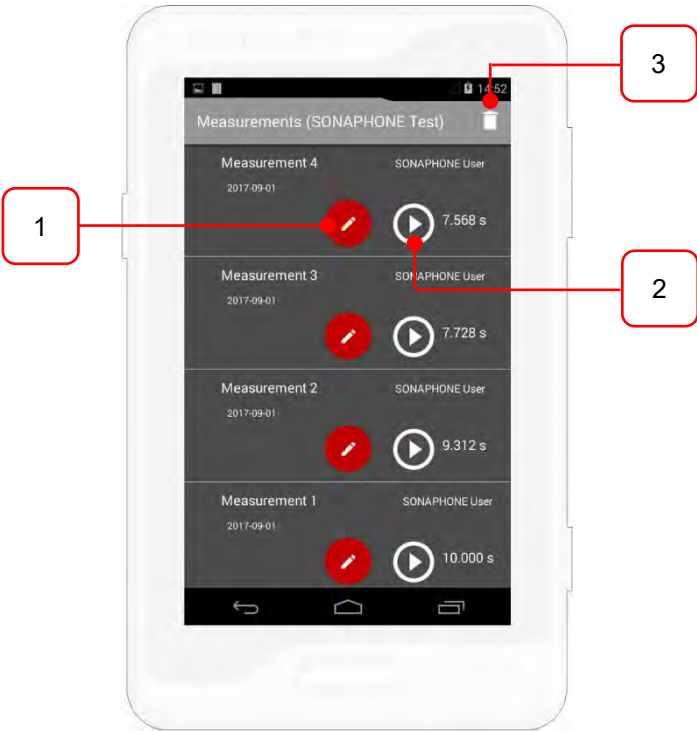 3
14:52
Measurements (SONAPHONE Test)
Measurement 4 SONAPHONE User
2017-09-01
1
7.568 s
2
Measurement 3 SONAPHONE User
2017-09-01
7.728 s
Measurement 2 SONAPHONE User
2017-09-01
9.312 s
Measurement 1 SONAPHONE User
2017-09-01
10.000 s